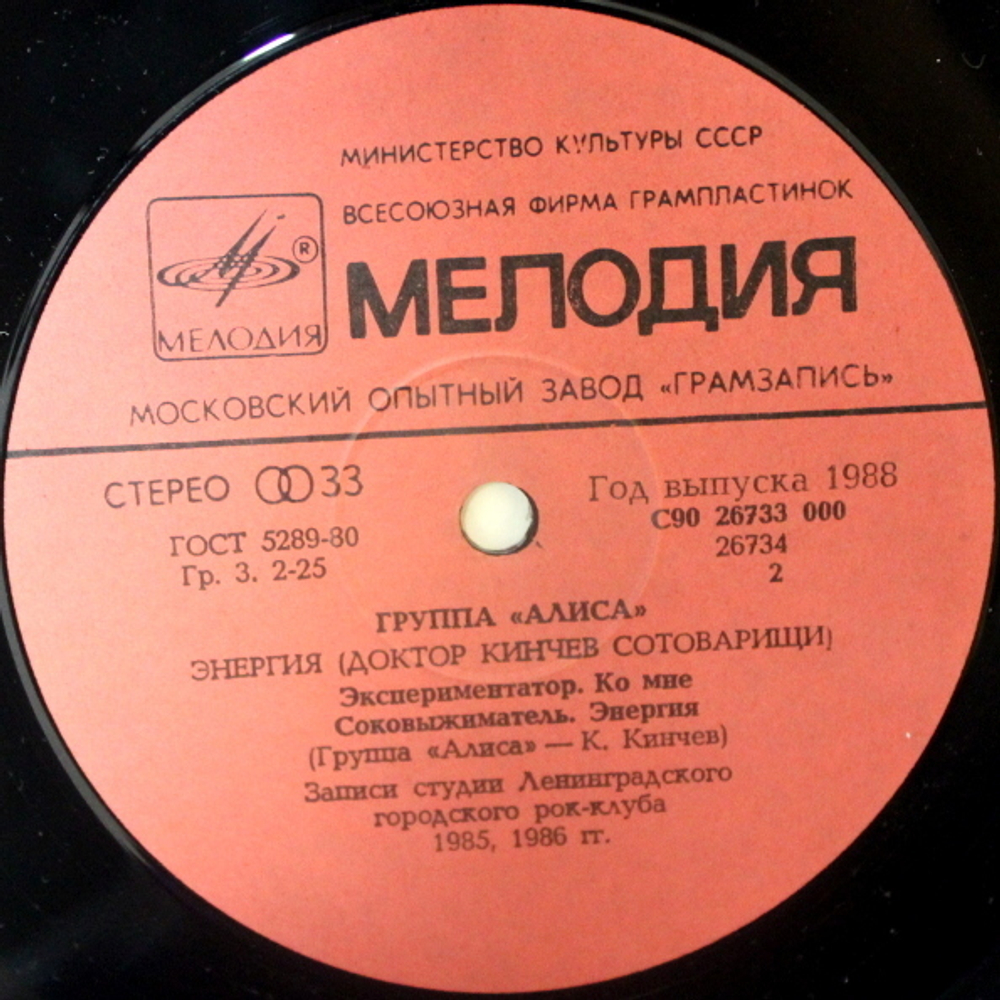 МИНИСТЕРСТВО КУЛЬТУРЫ СССР
ВСЕСОЮЗНАЯ ФИРМА ГРАМПЛАСТИНОК
®
МЕЛОДИЯ
МЕЛОДИЯ
МОСКОВСКИЙ ОПЫТНЫЙ ЗАВОД «ГРАМЗАПИСЬ»
СТЕРЕО 33
ГОСТ 5289-80
Гр. 3. 2-25
Год выпуска 1988
С90 26733 000
26734
2
ГРУППА «АЛИСА»
ЭНЕРГИЯ (ДОКТОР КИНЧЕВ СОТОВАРИЩИ)
Экспериментатор. Ко мне
Соковыжиматель. Энергия
(Группа «Алиса» — К. Кинчев)
Записи студии Ленинградского
городского рок-клуба
1985, 1986 гг.